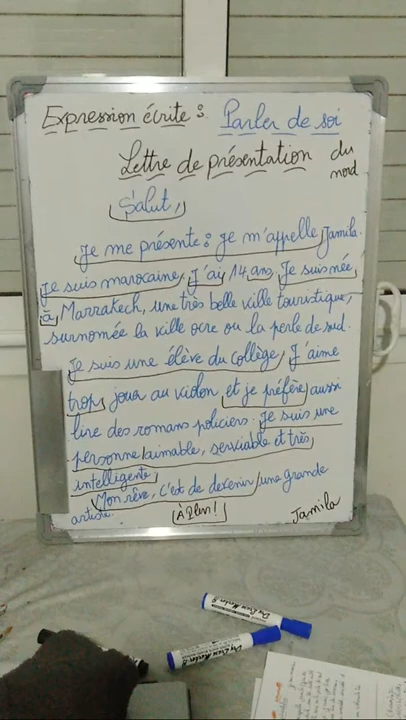 Expression écrite : Parler de soi
Lettre de présentation du
nord
Salut,
Je me présente : je m'appelle Jamila.
Je suis marocaine, J'ai 14 ans. Je suis née
à Marrakech, une très belle ville touristique,
surnomée la ville ocre ou la perle de sud.
Je suis une élève du collège, J'aime
trop jouer au violon et je préfère aussi
lire des romans policiers. Je suis une
personne aimable, serviable et très
intelligente
Mon rêve, c'est de devenir une grande
artiste.
À Plus !
Jamila